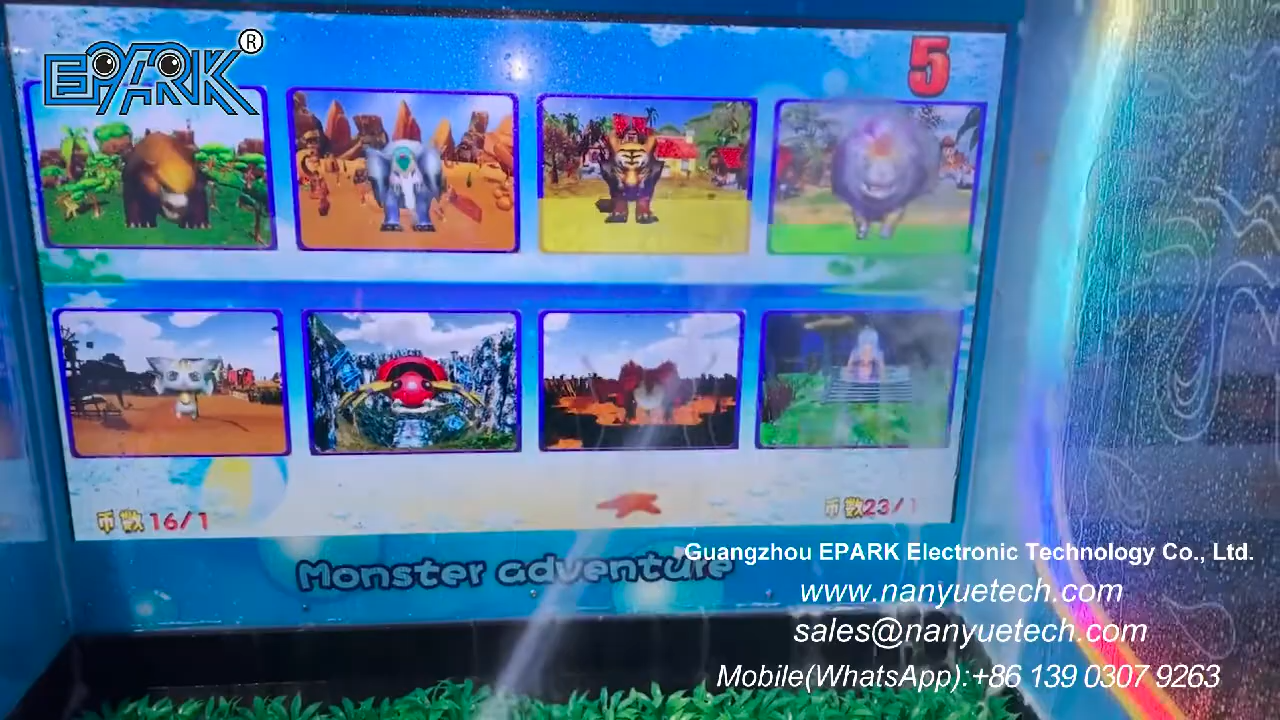 EPARK®
5
币数16/1
币数23/1
Monster adventure
Guangzhou EPARK Electronic Technology Co., Ltd.
www.nanyuetech.com
sales@nanyuetech.com
Mobile(WhatsApp):+86 139 0307 9263